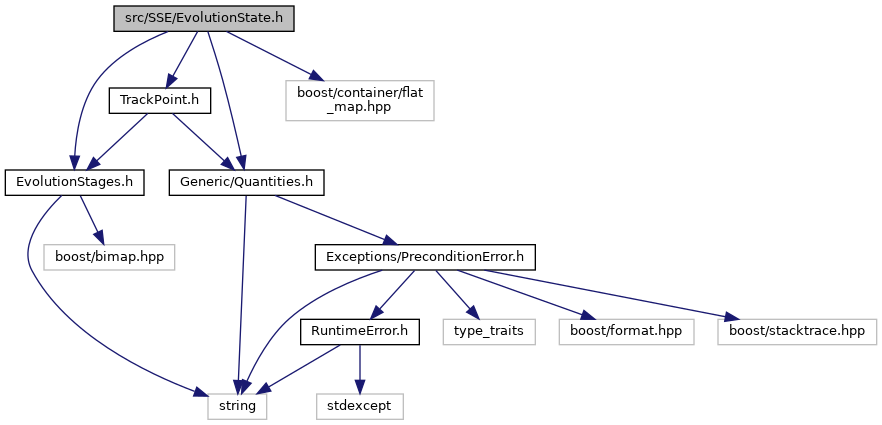 src/SSE/EvolutionState.h
TrackPoint.h
boost/container/flat
_map.hpp
EvolutionStages.h
Generic/Quantities.h
boost/bimap.hpp
Exceptions/PreconditionError.h
RuntimeError.h
type_traits
boost/format.hpp
boost/stacktrace.hpp
string
stdexcept